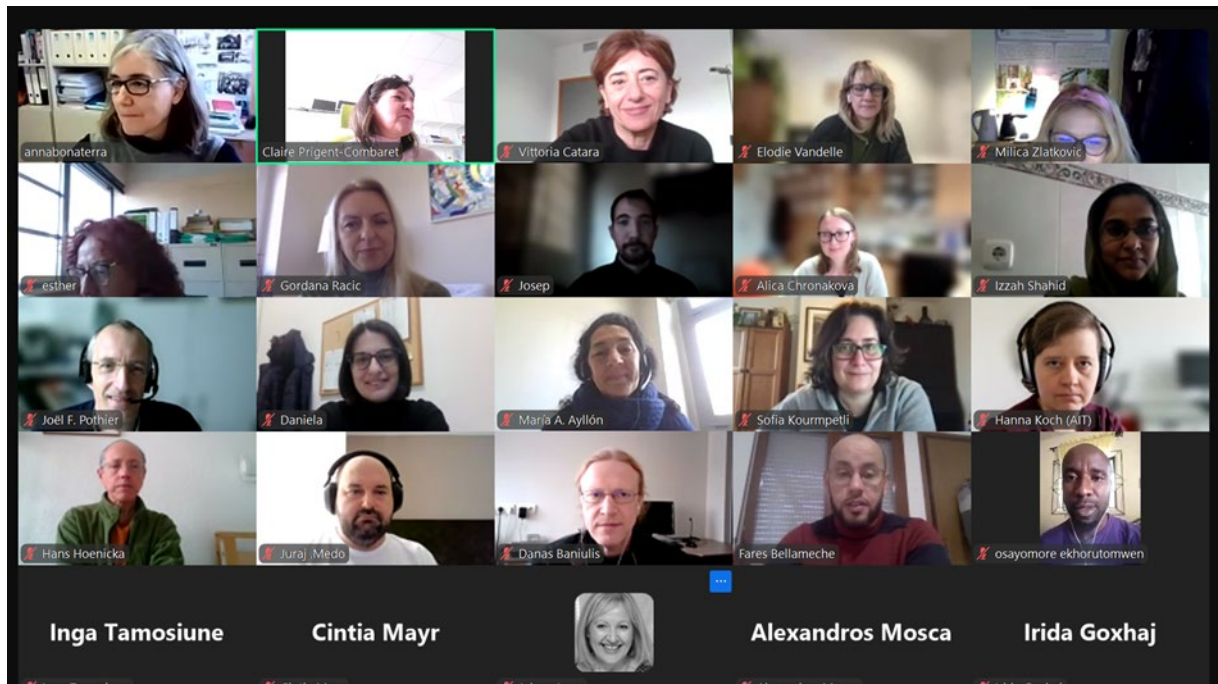 annabonaterra
Claire Prigent-Combaret
Vittoria Catara
Elodie Vandelle
Milica Zlatkovic
esther
Gordana Racic
Josep
Alica Chronakova
Izzah Shahid
Joël F. Pothier
Daniela
María A. Ayllón
Sofia Kourmpetli
Hanna Koch (AIT)
Hans Hoenicka
Juraj .Medo
Danas Baniulis
Fares Bellameche
osayomore ekhorutomwen
Inga Tamosiune
Cintia Mayr
Alexandros Mosca
Irida Goxhaj